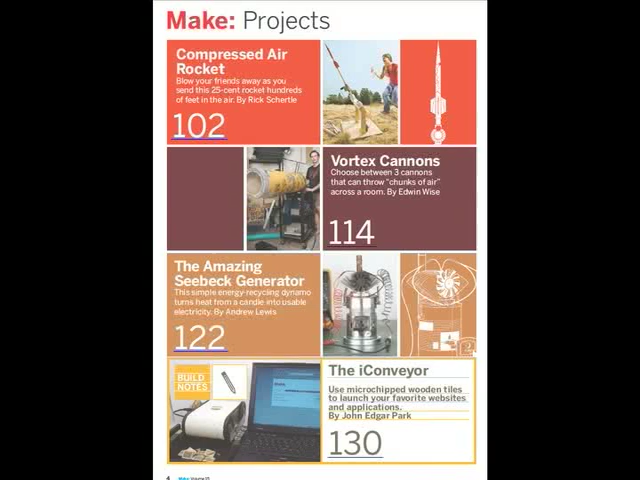 Make: Projects
Compressed Air
Rocket
Blow your friends away as you
send this 25-cent rocket hundreds
of feet in the air. By Rick Schertle
102
Vortex Cannons
Choose between 3 cannons
that can throw “chunks of air”
across a room. By Edwin Wise
114
The Amazing
Seebeck Generator
This simple energy-recycling dynamo
turns heat from a candle into usable
electricity. By Andrew Lewis
122
BUILD
NOTES
The iConveyor
Use microchipped wooden tiles
to launch your favorite websites
and applications.
By John Edgar Park
130